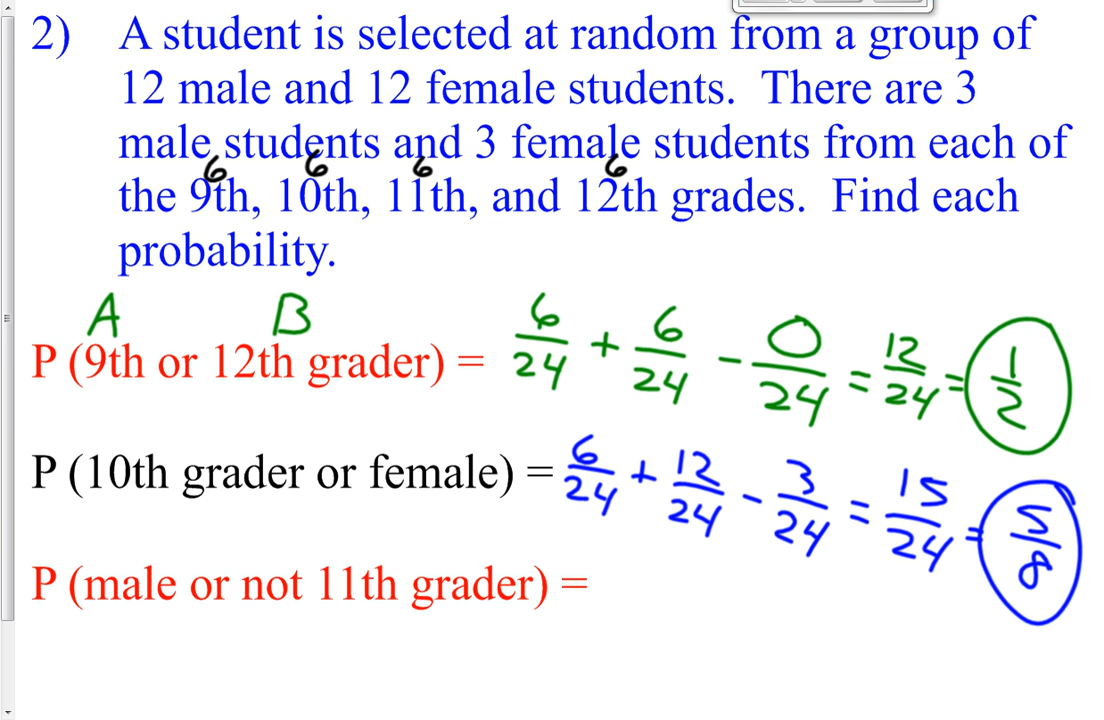 2) A student is selected at random from a group of
12 male and 12 female students. There are 3
male students and 3 female students from each of
6 6 6 6
the 9th, 10th, 11th, and 12th grades. Find each
probability.
A B
P (9th or 12th grader) = 6/24 + 6/24 - 0/24 = 12/24 = 1/2
P (10th grader or female) = 6/24 + 12/24 - 3/24 = 15/24 = 5/8
P (male or not 11th grader) =